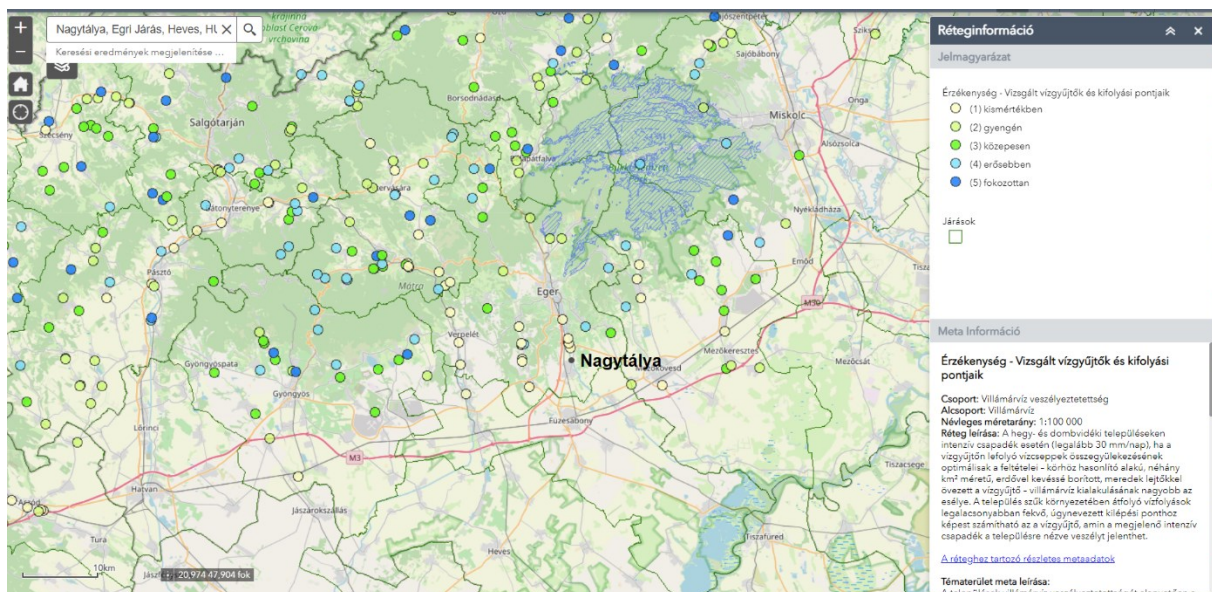 +
−
Nagytálya, Egri Járás, Heves, HU
Keresési eredmények megjelenítése ...
krajinná
oblasť Cerova
vrchovina
Sajószentpéter
Sajóbábony
Szikszó
Onga
Borsodnádasd
Miskolc
Alsózsolca
Szécsény
Salgótarján
Bátonyterenye
Pétervására
Nyékládháza
Emőd
Pásztó
Mátra
Eger
M30
Verpelét
Nagytálya
Mezőkeresztes
Mezőkövesd
Mezőcsát
Gyöngyöspata
Gyöngyös
Füzesabony
Lőrinci
M3
Tiszacsege
Hatvan
Jászárokszállás
Tura
Heves
Tiszafüred
10km
20,974 47,904 fok
Réteginformáció
Jelmagyarázat
Érzékenység - Vizsgált vízgyűjtők és kifolyási pontjaik
(1) kismértékben
(2) gyengén
(3) közepesen
(4) erősebben
(5) fokozottan
Járások
Meta Információ
Érzékenység - Vizsgált vízgyűjtők és kifolyási
pontjaik
Csoport: Villámárvíz veszélyeztetettség
Alcsoport: Villámárvíz
Névleges méretarány: 1:100 000
Réteg leírása: A hegy- és dombvidéki településeken
intenzív csapadék esetén (legalább 30 mm/nap), ha a
vízgyűjtőn lefolyó vízcseppek összegyülekezésének
optimálisak a feltételei – körhöz hasonlító alakú, néhány
km² méretű, erdővel kevéssé borított, meredek lejtőkkel
övezett a vízgyűjtő – villámárvíz kialakulásának nagyobb az
esélye. A település szűk környezetében átfolyó vízfolyások
legalacsonyabban fekvő, úgynevezett kilépési ponthoz
képest számítható az a vízgyűjtő, amin a megjelenő intenzív
csapadék a településre nézve veszélyt jelenthet.
A réteghez tartozó részletes metaadatok
Tématerület meta leírása: